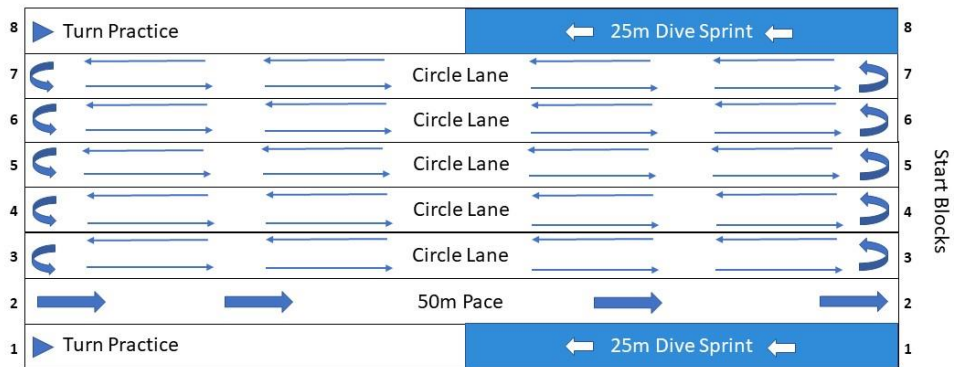 8 Turn Practice 25m Dive Sprint 8
7 Circle Lane 7
6 Circle Lane 6
5 Circle Lane 5
4 Circle Lane 4
3 Circle Lane 3
2 50m Pace 2
1 Turn Practice 25m Dive Sprint 1
Start Blocks